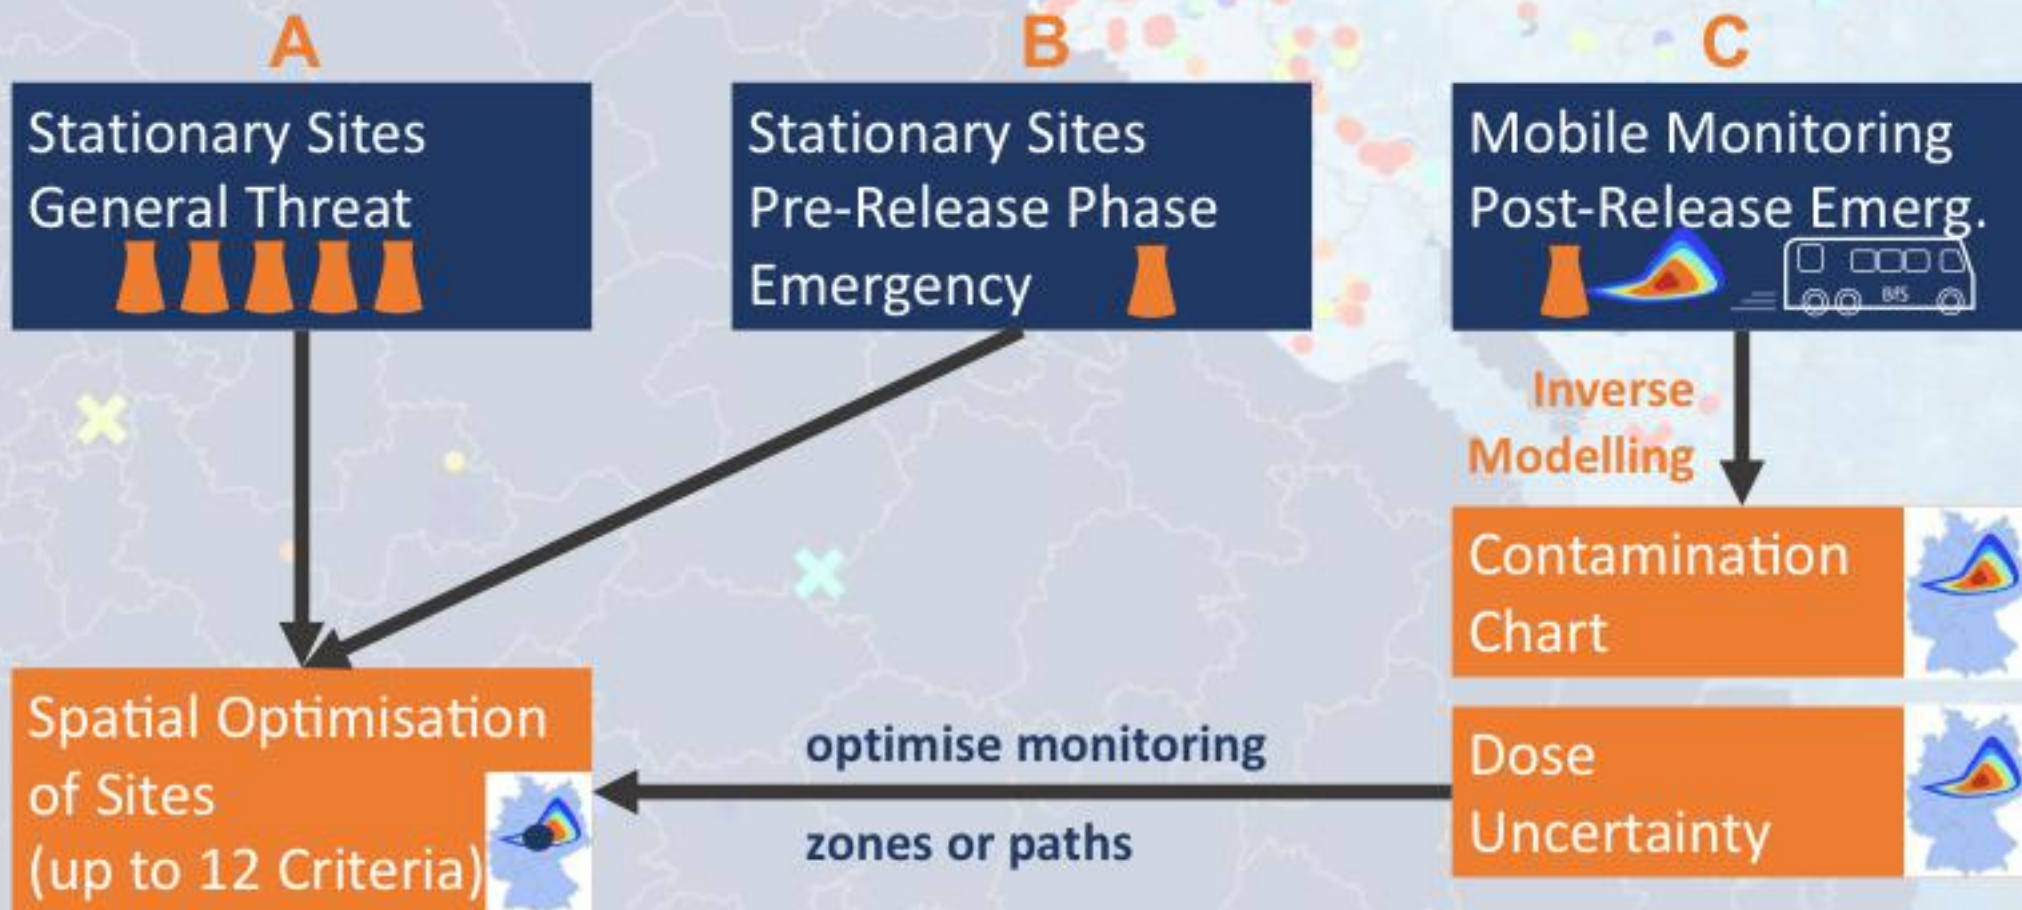 A
Stationary Sites
General Threat
B
Stationary Sites
Pre-Release Phase
Emergency
C
Mobile Monitoring
Post-Release Emerg.
BfS
Inverse
Modelling
Contamination
Chart
Dose
Uncertainty
optimise monitoring
zones or paths
Spatial Optimisation
of Sites
(up to 12 Criteria)